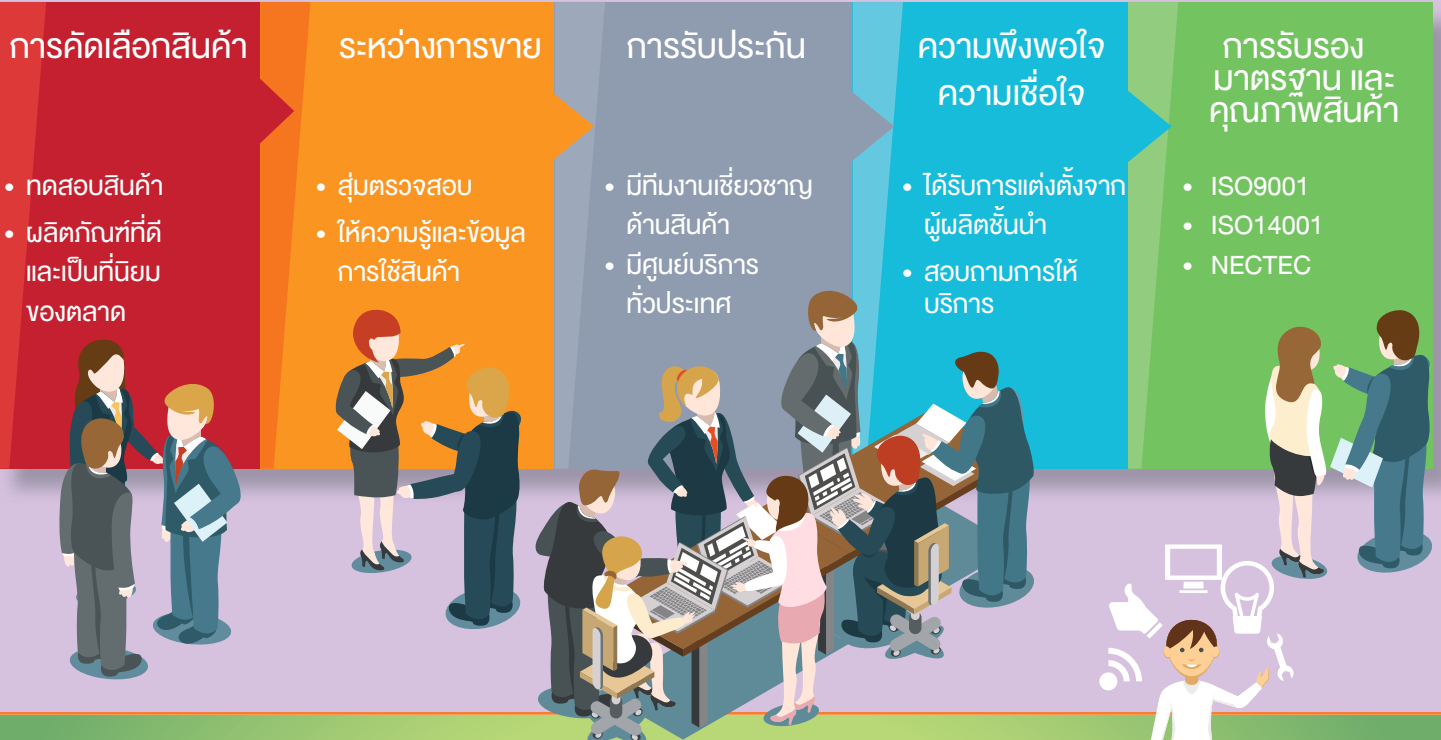 การคัดเลือกสินค้า
• ทดสอบสินค้า
• ผลิตภัณฑ์ที่ดี
และเป็นที่นิยม
ของตลาด
ระหว่างการขาย
• สุ่มตรวจสอบ
• ให้ความรู้และข้อมูล
การใช้สินค้า
การรับประกัน
• มีทีมงานเชี่ยวชาญ
ด้านสินค้า
• มีศูนย์บริการ
ทั่วประเทศ
ความพึงพอใจ
ความเชื่อใจ
• ได้รับการแต่งตั้งจาก
ผู้ผลิตชั้นนำ
• สอบถามการให้
บริการ
การรับรอง
มาตรฐาน และ
คุณภาพสินค้า
• ISO9001
• ISO14001
• NECTEC